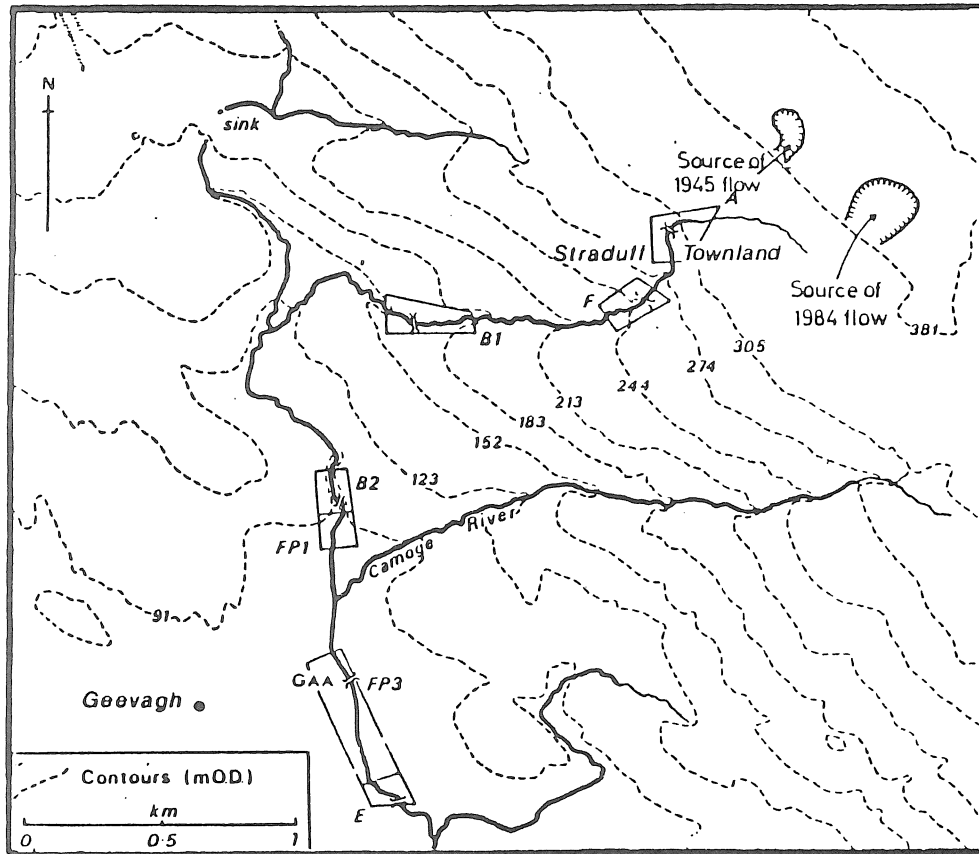 N
sink
Source of
1945 flow
A
Stradull Townland
F
Source of
1984 flow
381
B1
305
274
244
213
183
152
123
B2
FP1
Camoge River
91
GAA
FP3
Geevagh
E
Contours (m O.D.)
km
0 0·5 1